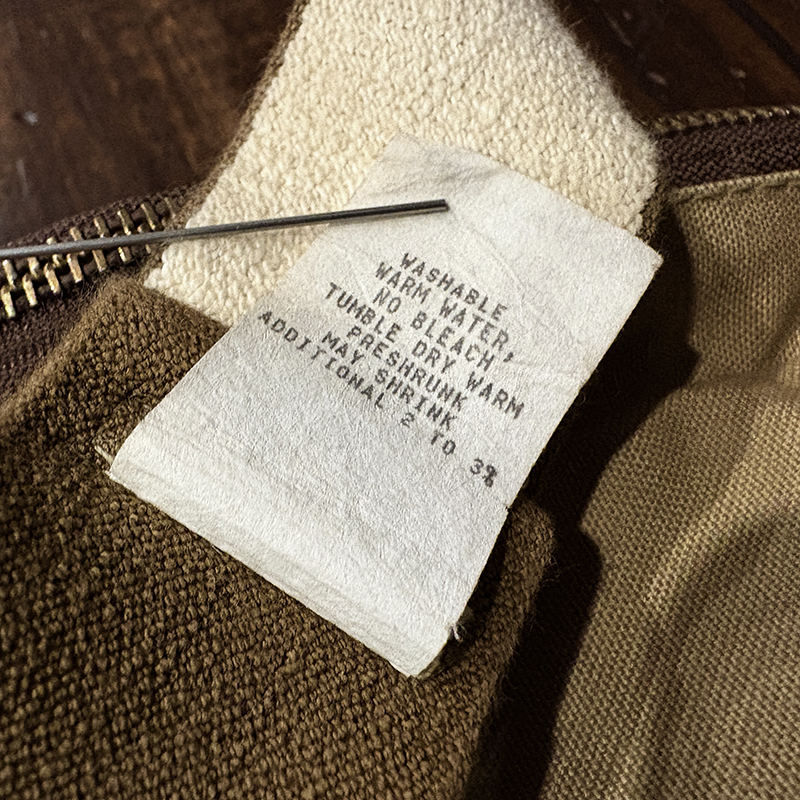 WASHABLE
WARM WATER,
NO BLEACH
TUMBLE DRY WARM
PRESHRUNK
MAY SHRINK
ADDITIONAL 2 TO 3%